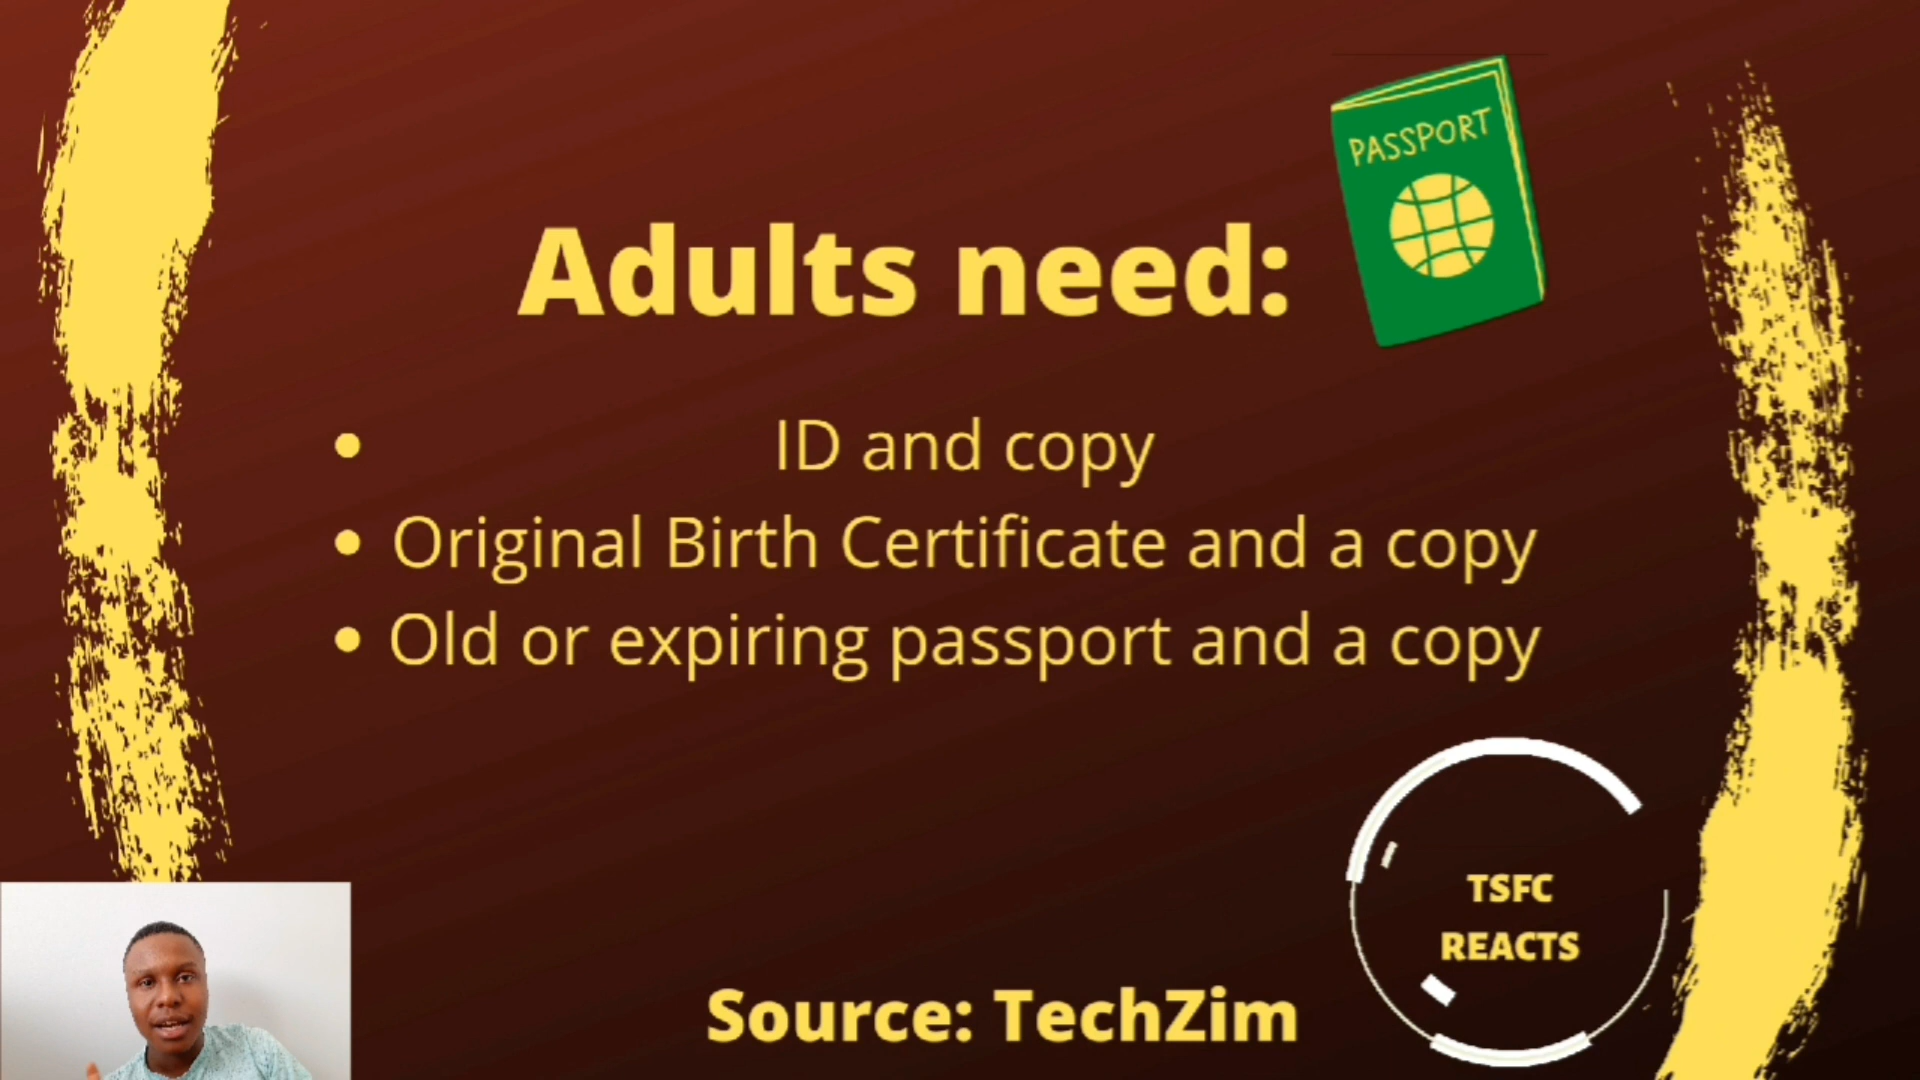 PASSPORT
Adults need:
ID and copy
Original Birth Certificate and a copy
Old or expiring passport and a copy
TSFC
REACTS
Source: TechZim